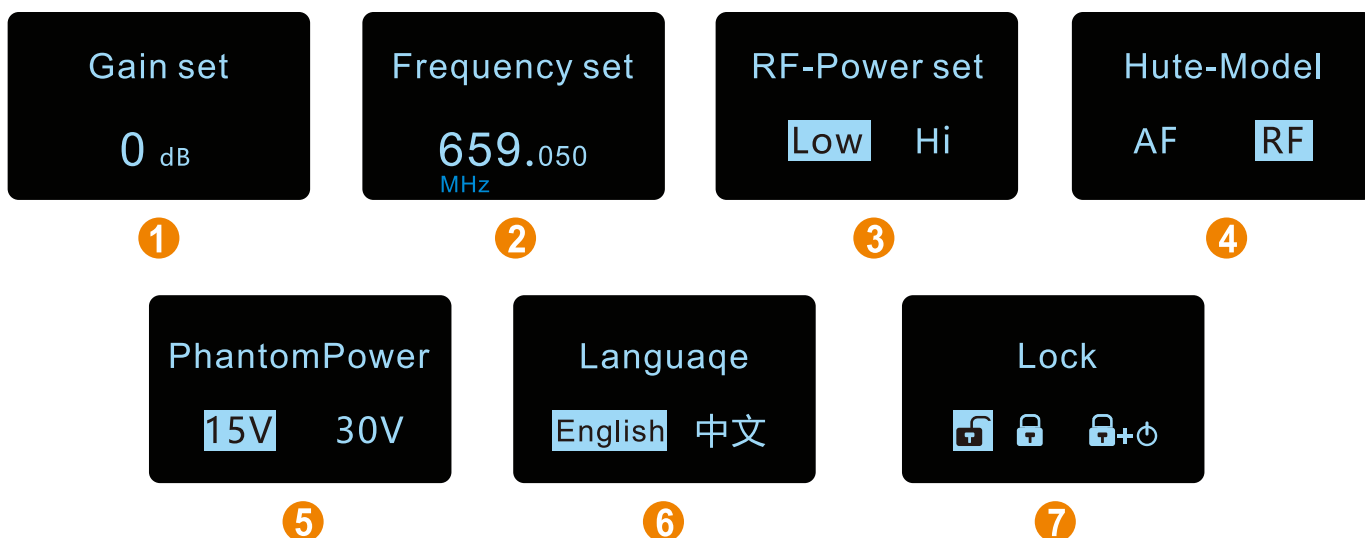 Gain set
0 dB
1
Frequency set
659.050
MHz
2
RF-Power set
Low Hi
3
Hute-Model
AF RF
4
PhantomPower
15V 30V
5
Languaqe
English 中文
6
Lock
+
7